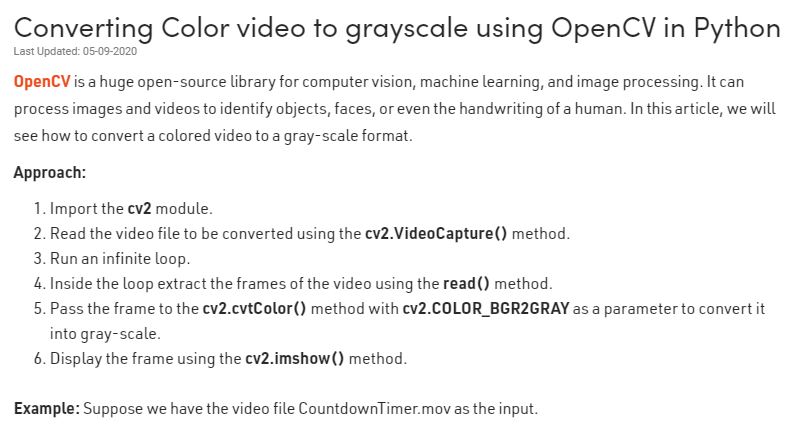 Converting Color video to grayscale using OpenCV in Python
Last Updated: 05-09-2020
OpenCV is a huge open-source library for computer vision, machine learning, and image processing. It can
process images and videos to identify objects, faces, or even the handwriting of a human. In this article, we will
see how to convert a colored video to a gray-scale format.
Approach:
1. Import the cv2 module.
2. Read the video file to be converted using the cv2.VideoCapture() method.
3. Run an infinite loop.
4. Inside the loop extract the frames of the video using the read() method.
5. Pass the frame to the cv2.cvtColor() method with cv2.COLOR_BGR2GRAY as a parameter to convert it
into gray-scale.
6. Display the frame using the cv2.imshow() method.
Example: Suppose we have the video file CountdownTimer.mov as the input.